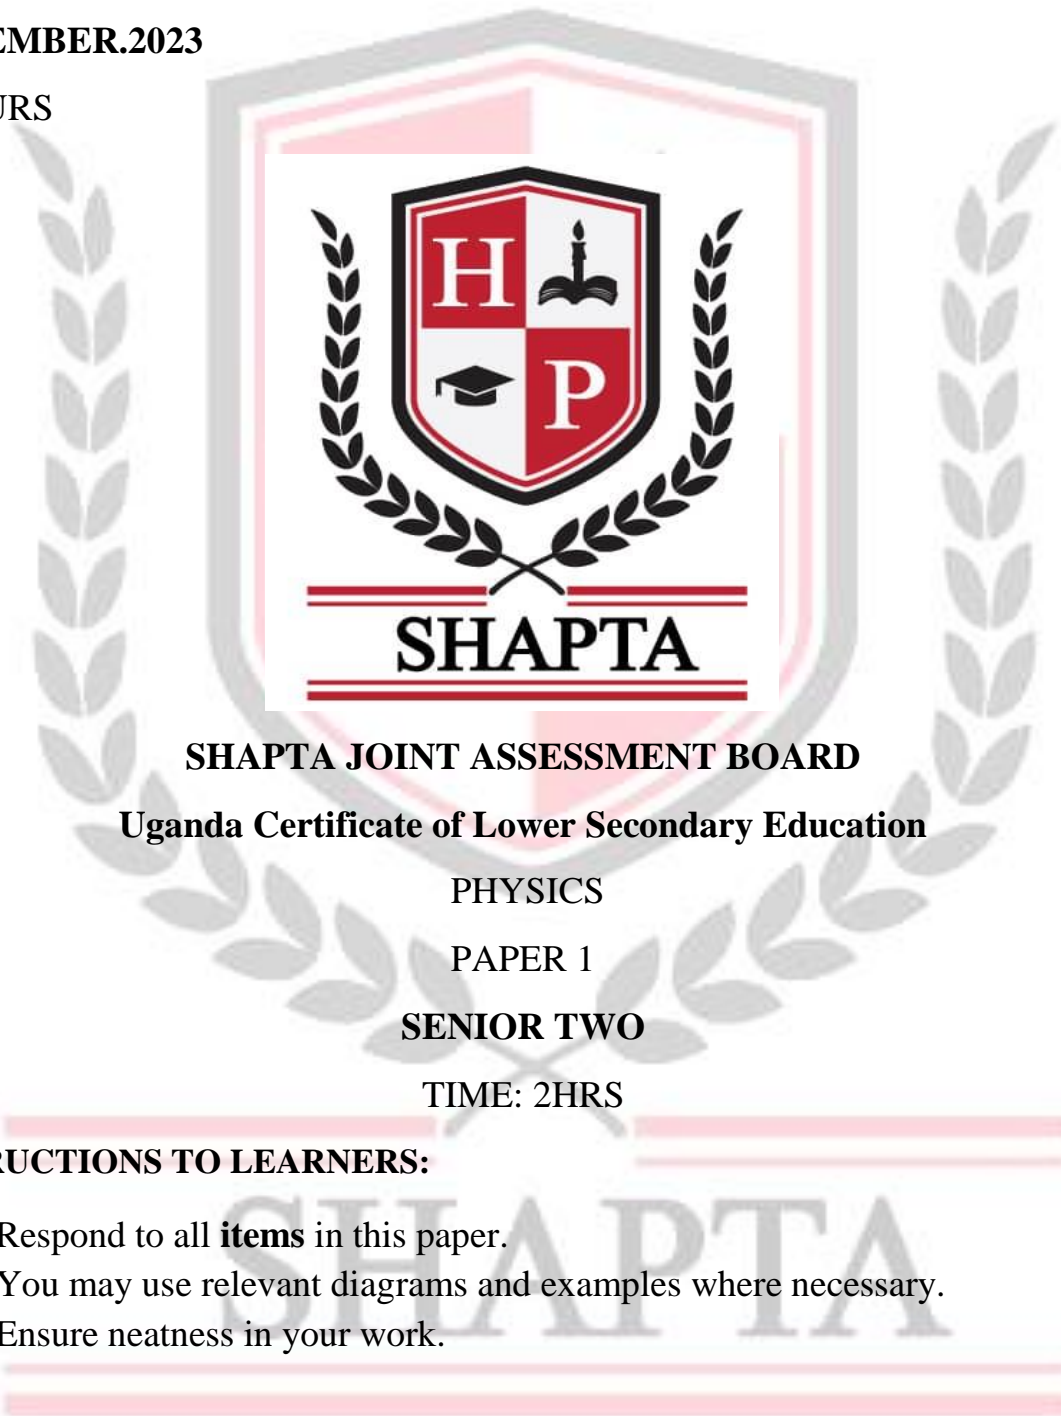 EMBER.2023
URS
H
P
SHAPTA
SHAPTA JOINT ASSESSMENT BOARD
Uganda Certificate of Lower Secondary Education
PHYSICS
PAPER 1
SENIOR TWO
TIME: 2HRS
RUCTIONS TO LEARNERS:
Respond to all items in this paper.
You may use relevant diagrams and examples where necessary.
Ensure neatness in your work.
SHAPTA